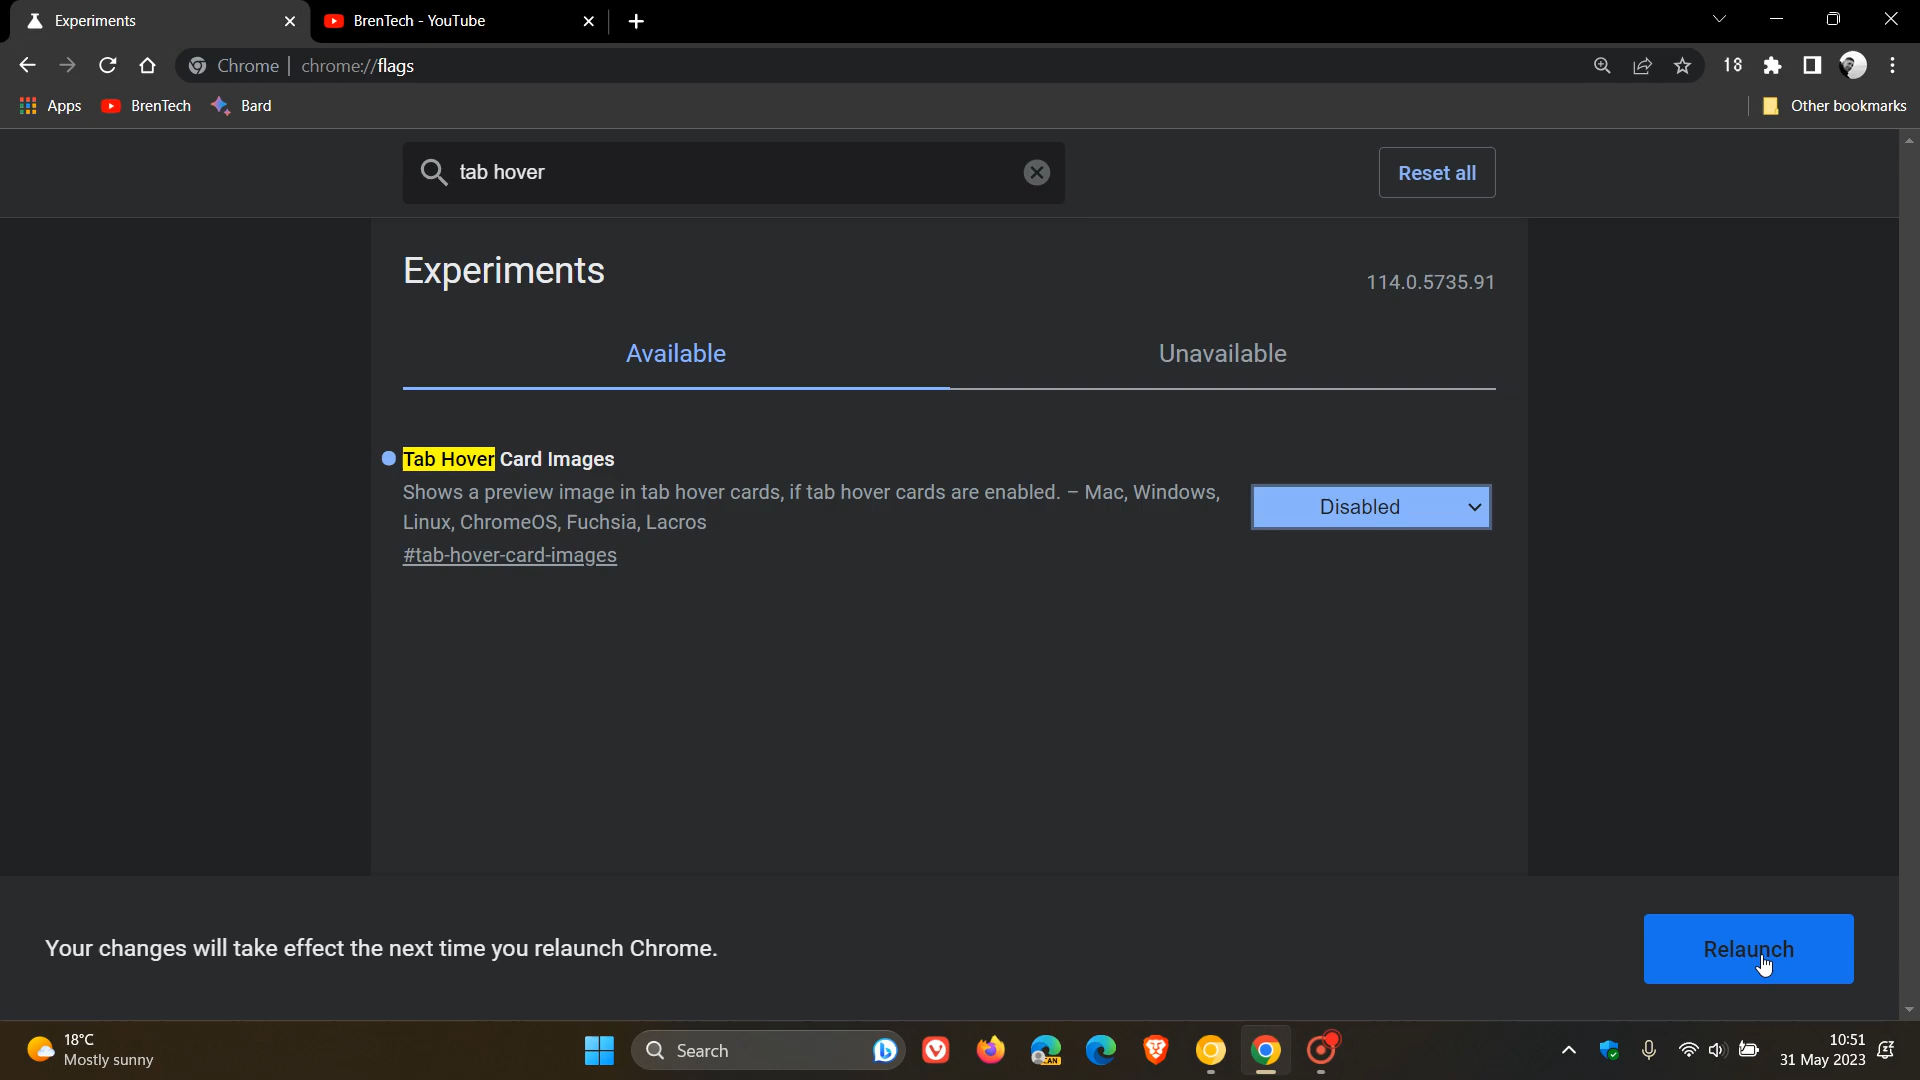 Experiments
BrenTech - YouTube
Chrome | chrome://flags
18
Apps
BrenTech
Bard
Other bookmarks
tab hover
Reset all
Experiments
114.0.5735.91
Available
Unavailable
Tab Hover Card Images
Shows a preview image in tab hover cards, if tab hover cards are enabled. – Mac, Windows,
Linux, ChromeOS, Fuchsia, Lacros
#tab-hover-card-images
Disabled
Your changes will take effect the next time you relaunch Chrome.
Relaunch
18°C
Mostly sunny
Search
CAN
10:51
31 May 2023